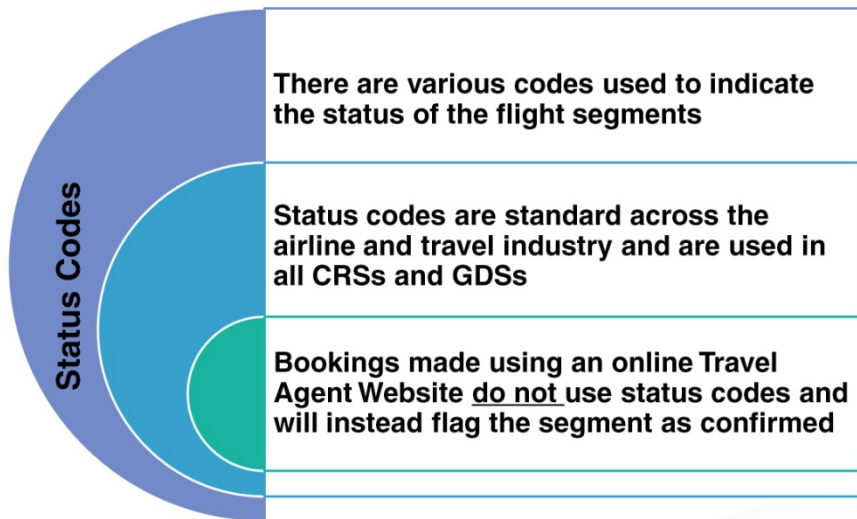 Status Codes
There are various codes used to indicate
the status of the flight segments
Status codes are standard across the
airline and travel industry and are used in
all CRSs and GDSs
Bookings made using an online Travel
Agent Website do not use status codes and
will instead flag the segment as confirmed